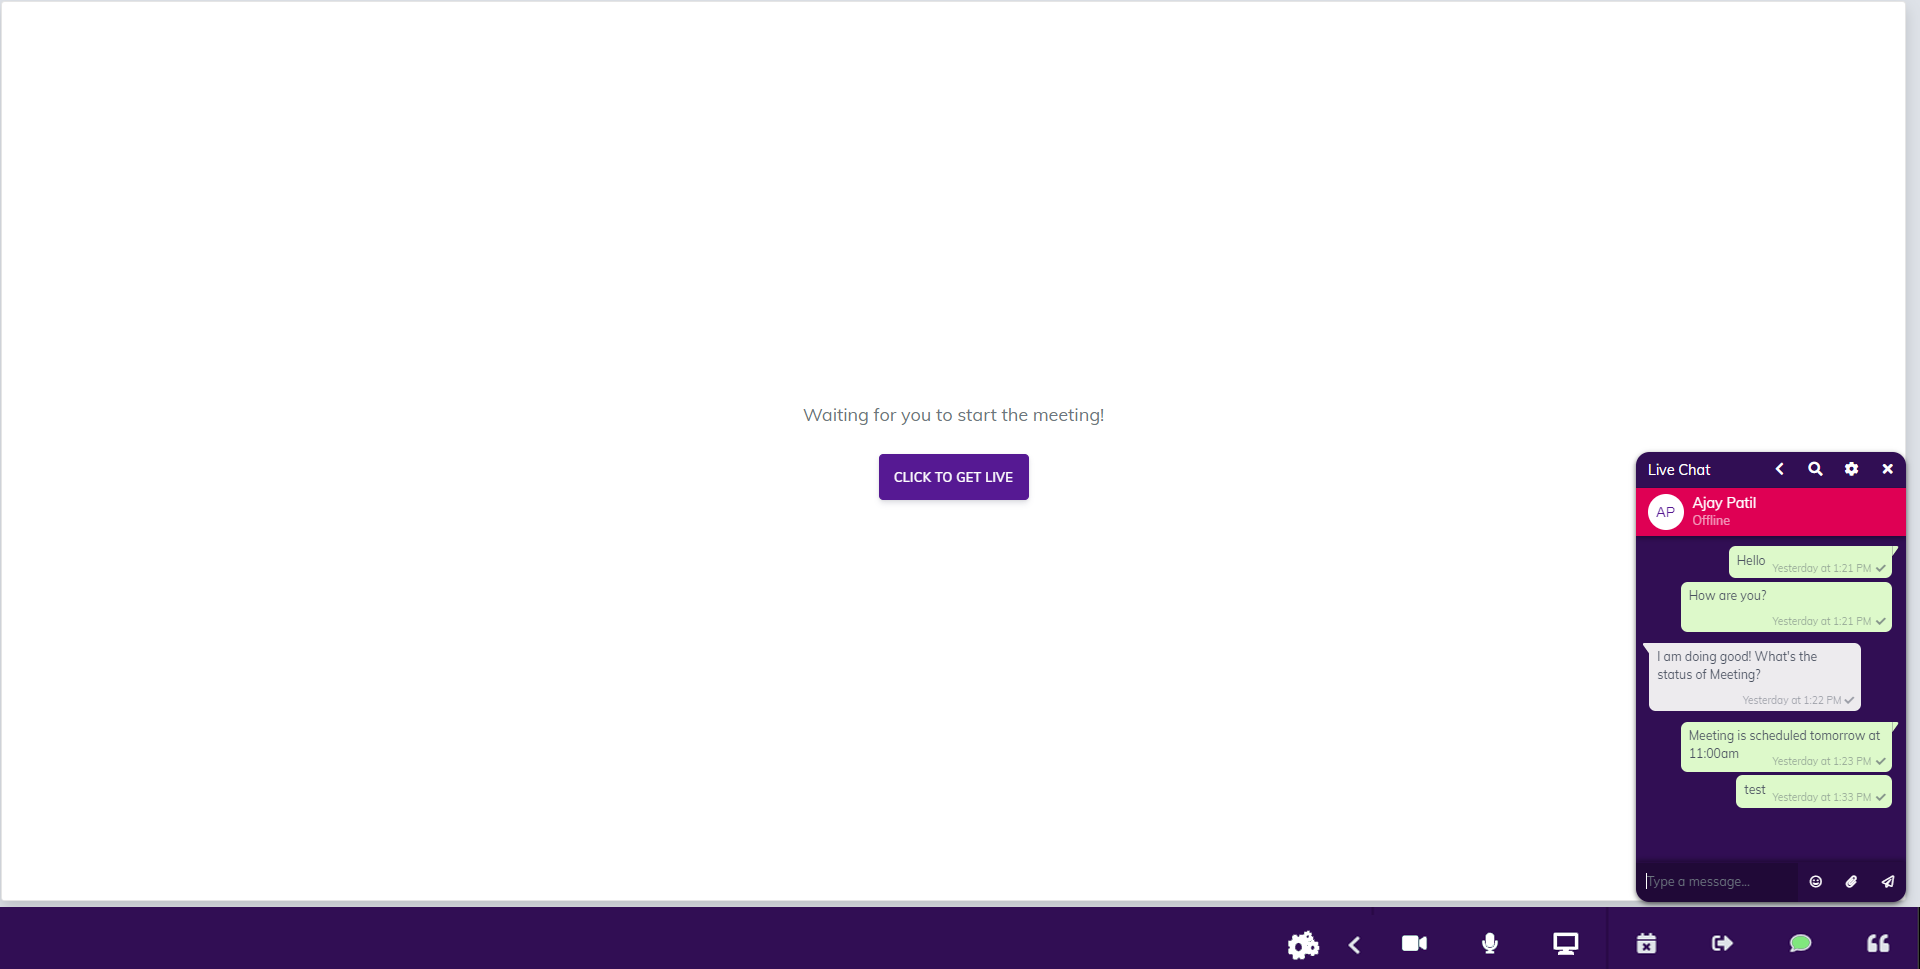 Waiting for you to start the meeting!
CLICK TO GET LIVE
Live Chat
AP
Ajay Patil
Offline
Hello
Yesterday at 1:21 PM
How are you?
Yesterday at 1:21 PM
I am doing good! What's the
status of Meeting?
Yesterday at 1:22 PM
Meeting is scheduled tomorrow at
11:00am
Yesterday at 1:23 PM
test
Yesterday at 1:33 PM
Type a message...